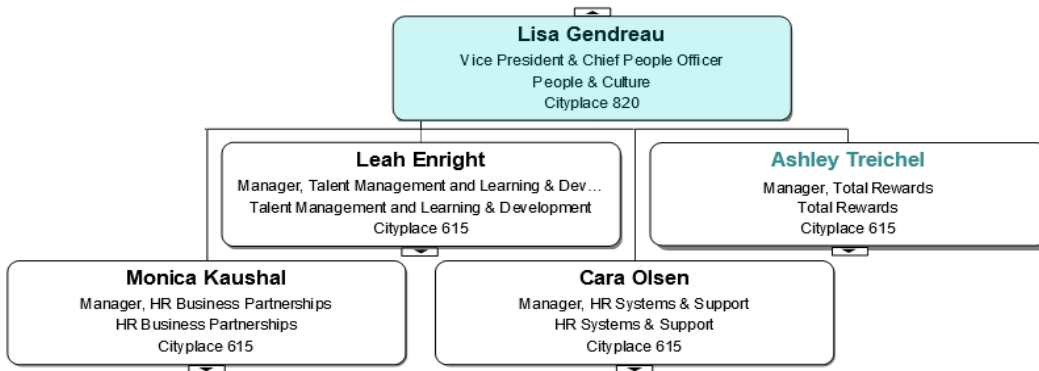 Lisa Gendreau
Vice President & Chief People Officer
People & Culture
Cityplace 820
Leah Enright
Manager, Talent Management and Learning & Dev...
Talent Management and Learning & Development
Cityplace 615
Ashley Treichel
Manager, Total Rewards
Total Rewards
Cityplace 615
Monica Kaushal
Manager, HR Business Partnerships
HR Business Partnerships
Cityplace 615
Cara Olsen
Manager, HR Systems & Support
HR Systems & Support
Cityplace 615